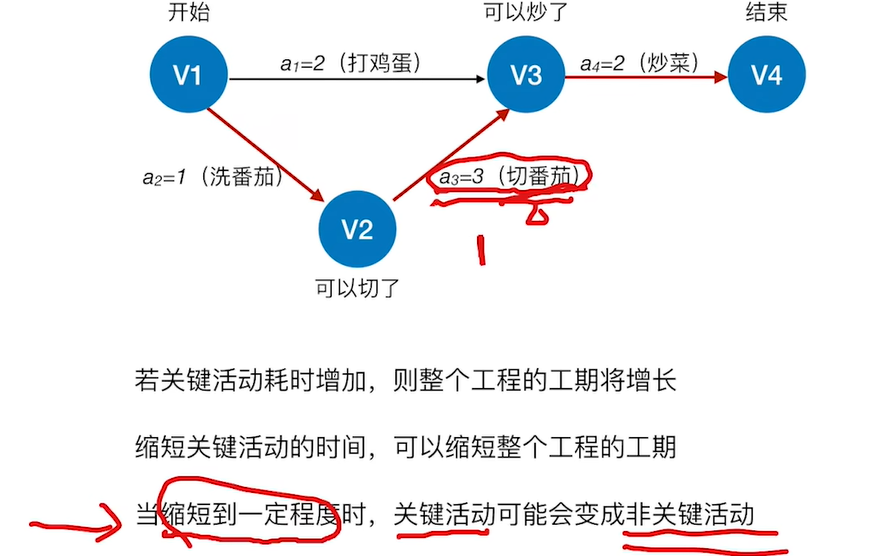 开始
可以炒了
结束
V1
a₁=2（打鸡蛋）
V3
a₄=2（炒菜）
V4
a₂=1（洗番茄）
a₃=3（切番茄）
V2
1
可以切了
若关键活动耗时增加，则整个工程的工期将增长
缩短关键活动的时间，可以缩短整个工程的工期
当缩短到一定程度时，关键活动可能会变成非关键活动